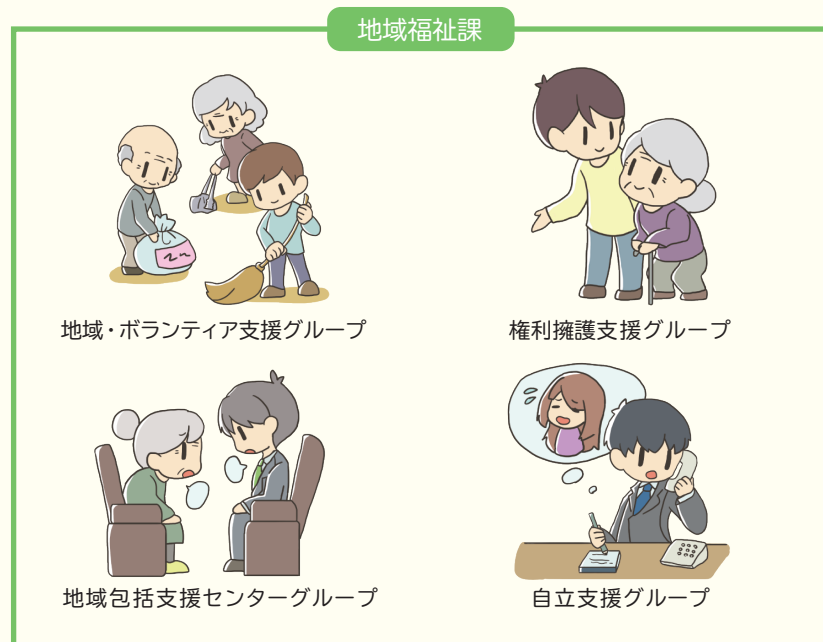 地域福祉課
地域・ボランティア支援グループ
権利擁護支援グループ
地域包括支援センターグループ
自立支援グループ